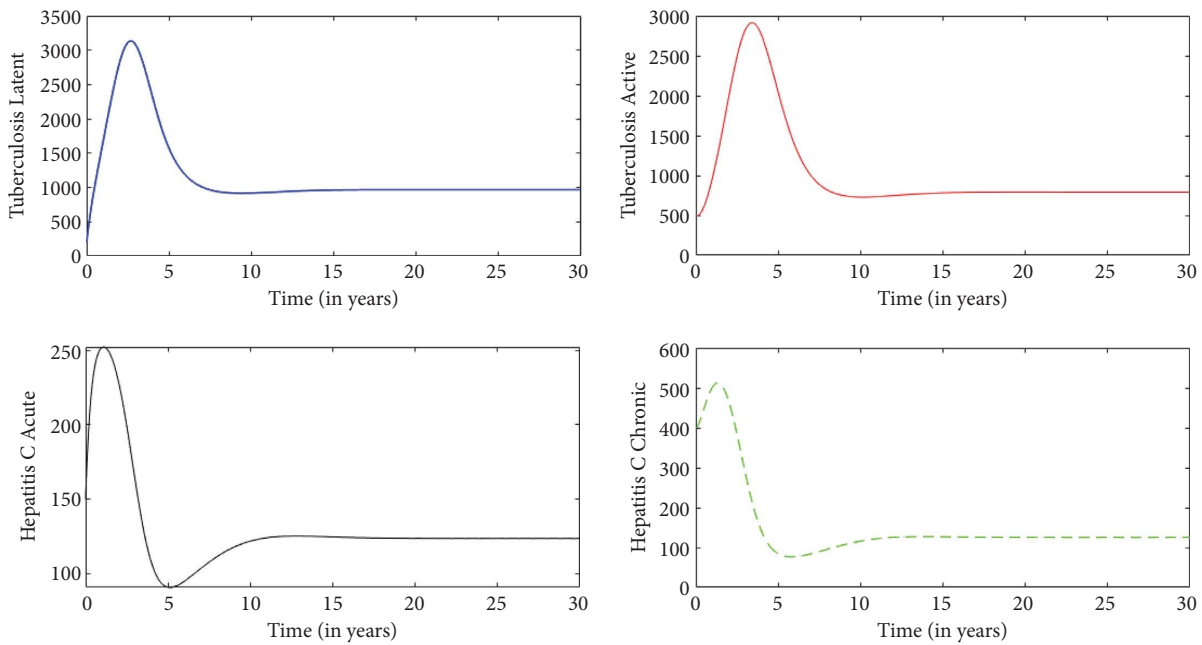 3500
3000
2500
2000
1500
1000
500
0
Tuberculosis Latent
0 5 10 15 20 25 30
Time (in years)
3000
2500
2000
1500
1000
500
0
Tuberculosis Active
0 5 10 15 20 25 30
Time (in years)
250
200
150
100
Hepatitis C Acute
0 5 10 15 20 25 30
Time (in years)
600
500
400
300
200
100
0
Hepatitis C Chronic
0 5 10 15 20 25 30
Time (in years)